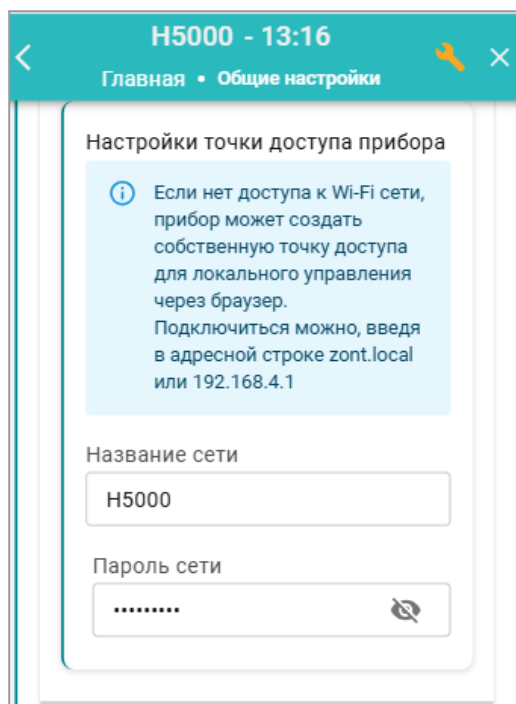 H5000 - 13:16
Главная • Общие настройки
Настройки точки доступа прибора
Если нет доступа к Wi-Fi сети,
прибор может создать
собственную точку доступа
для локального управления
через браузер.
Подключиться можно, введя
в адресной строке zont.local
или 192.168.4.1
Название сети
H5000
Пароль сети
•••••••••